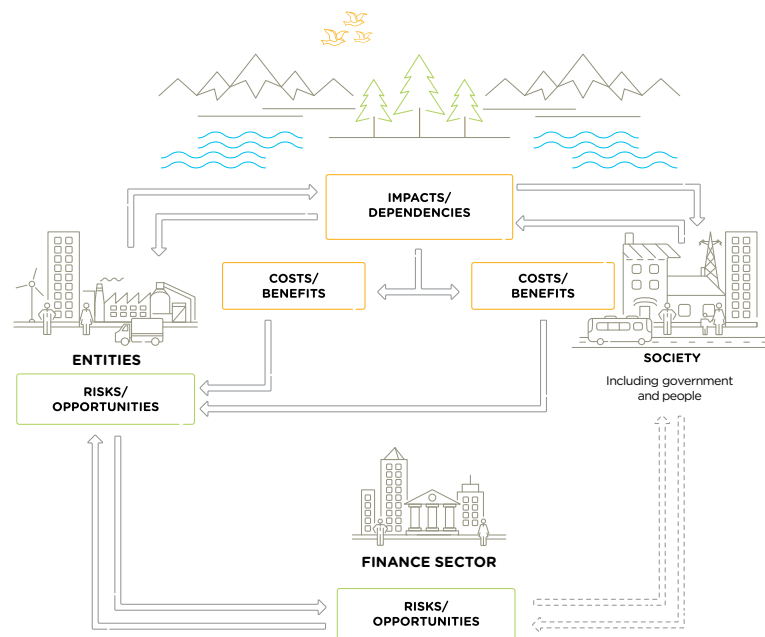 IMPACTS/
DEPENDENCIES
COSTS/
BENEFITS
COSTS/
BENEFITS
ENTITIES
SOCIETY
Including government
and people
RISKS/
OPPORTUNITIES
FINANCE SECTOR
RISKS/
OPPORTUNITIES